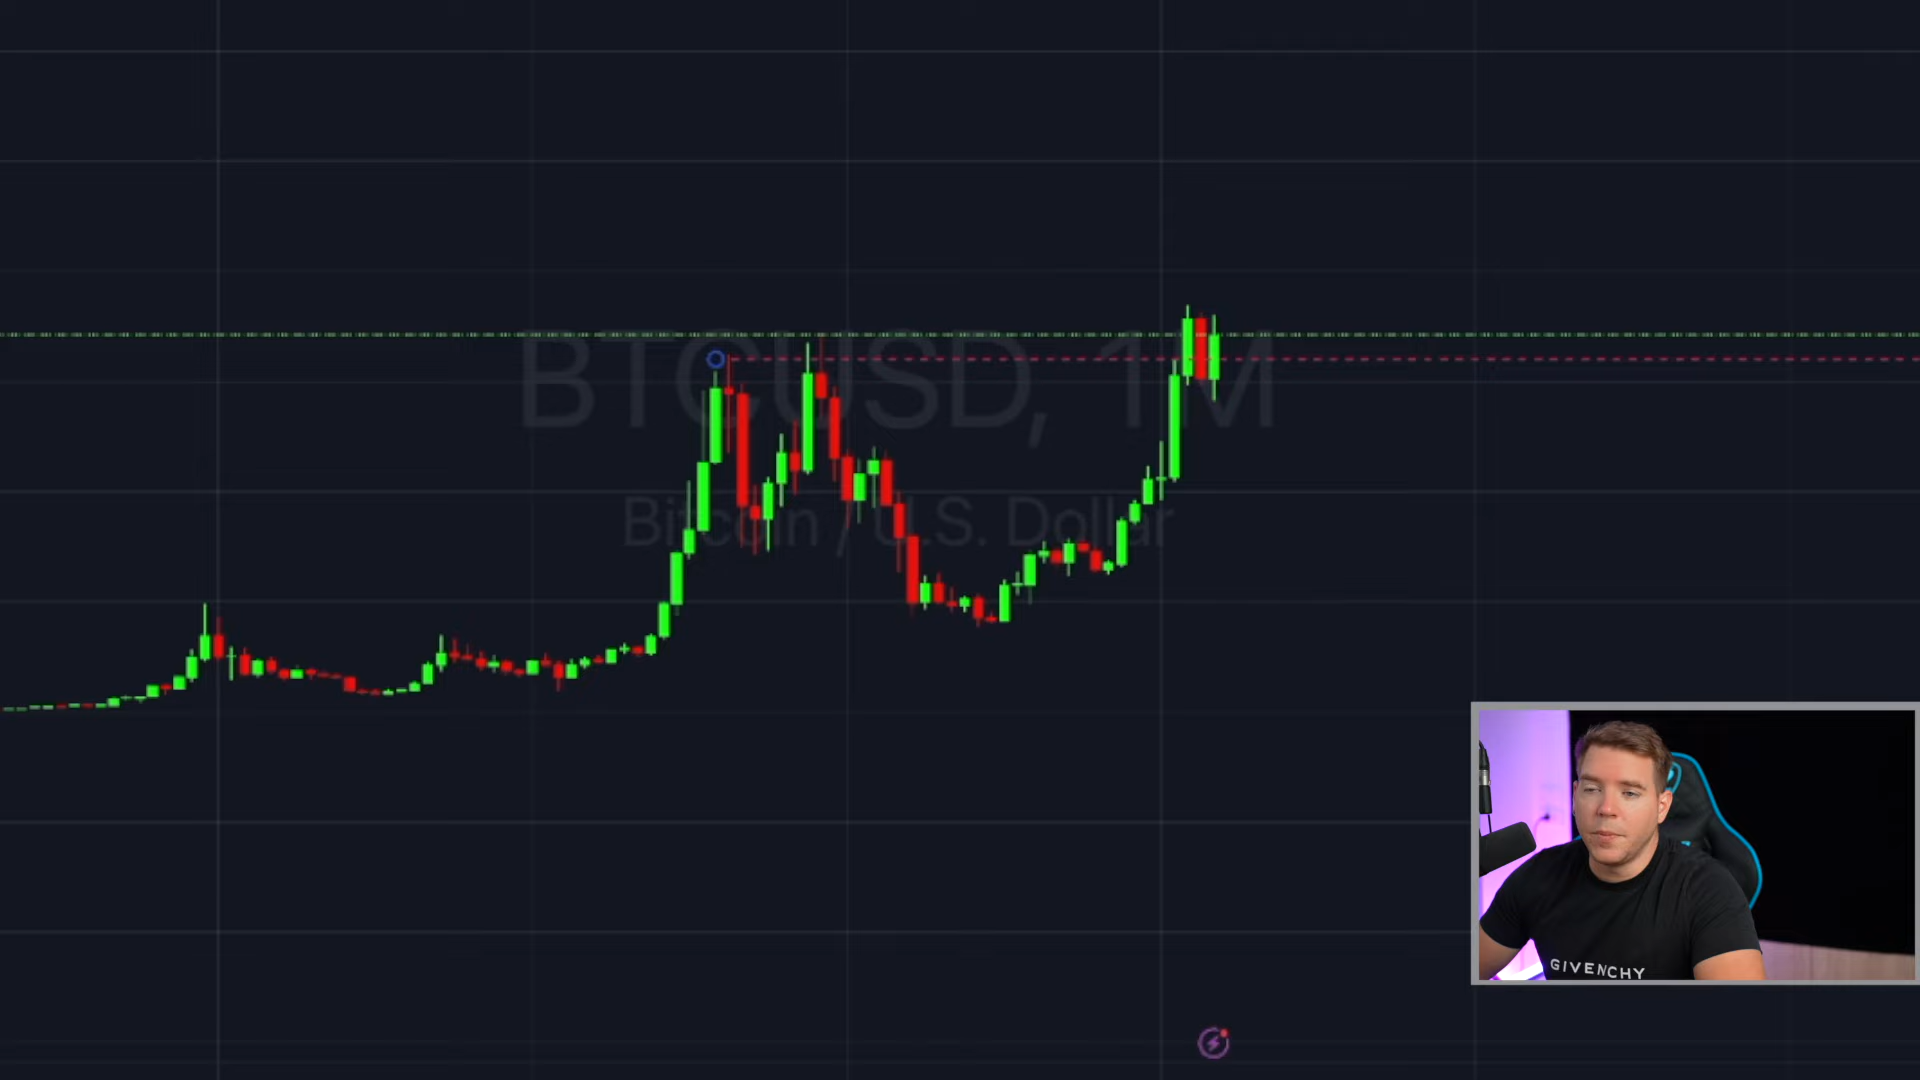 BTCUSD, 1M
Bitcoin / U.S. Dollar
GIVENCHY